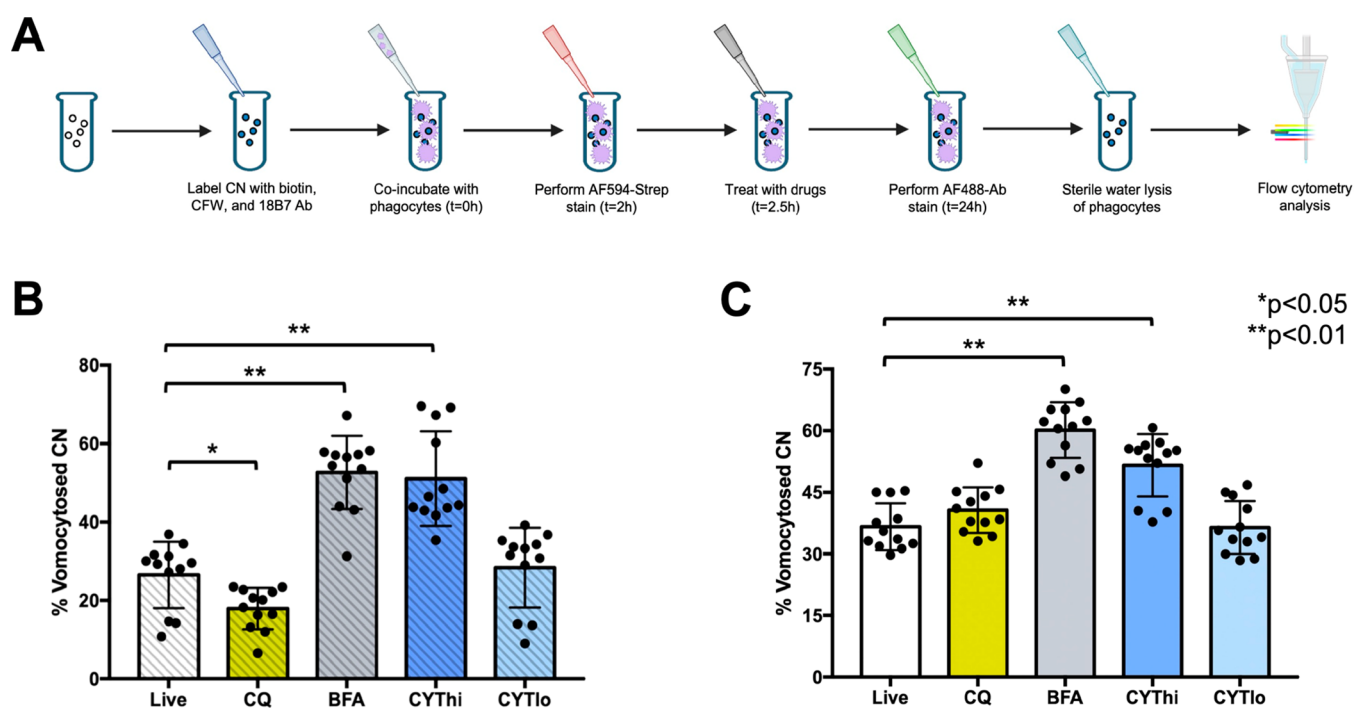 A
Label CN with biotin,
CFW, and 18B7 Ab
Co-incubate with
phagocytes (t=0h)
Perform AF594-Strep
stain (t=2h)
Treat with drugs
(t=2.5h)
Perform AF488-Ab
stain (t=24h)
Sterile water lysis
of phagocytes
Flow cytometry
analysis
B
% Vomocytosed CN
80
60
40
20
0
**
**
*
Live CQ BFA CYThi CYTlo
C
*p<0.05
**p<0.01
% Vomocytosed CN
75
60
45
30
15
0
**
**
Live CQ BFA CYThi CYTlo